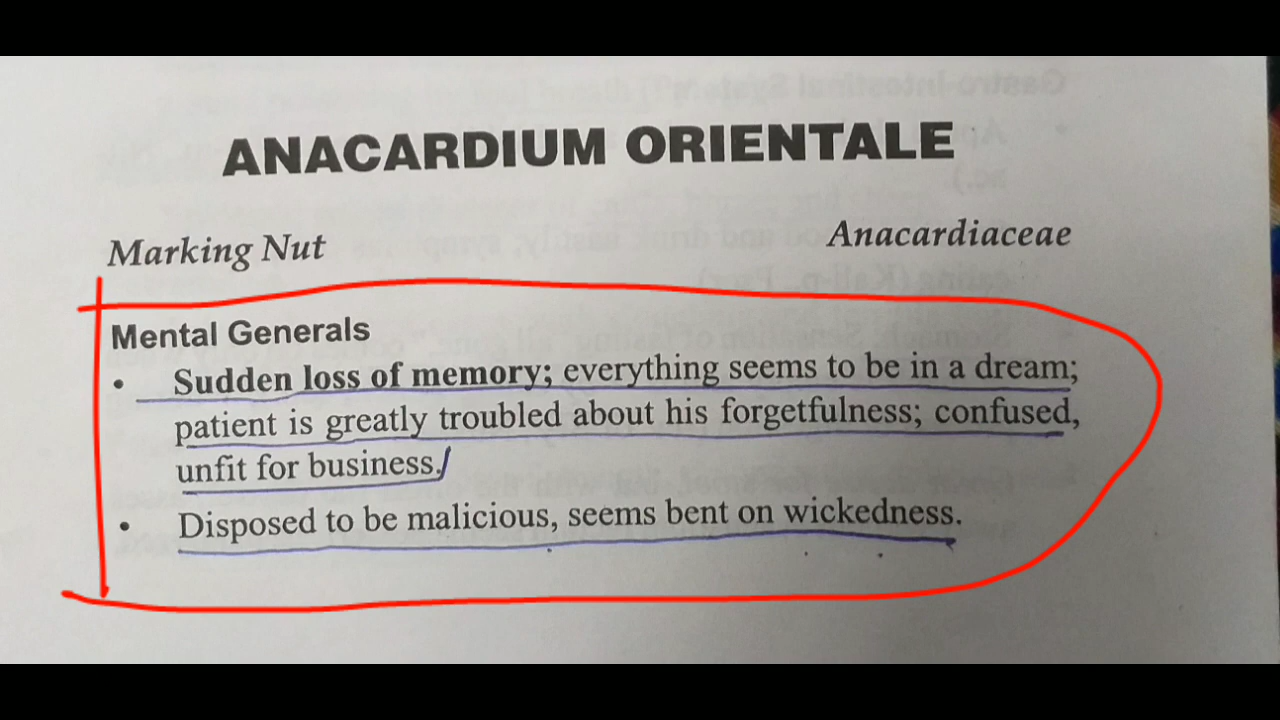 ANACARDIUM ORIENTALE
Marking Nut Anacardiaceae
Mental Generals
• Sudden loss of memory; everything seems to be in a dream;
patient is greatly troubled about his forgetfulness; confused,
unfit for business.
• Disposed to be malicious, seems bent on wickedness.